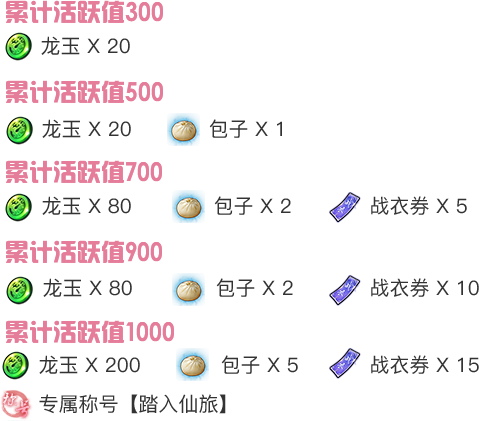 累计活跃值300
龙玉 X 20
累计活跃值500
龙玉 X 20 包子 X 1
累计活跃值700
龙玉 X 80 包子 X 2 战衣券 X 5
累计活跃值900
龙玉 X 80 包子 X 2 战衣券 X 10
累计活跃值1000
龙玉 X 200 包子 X 5 战衣券 X 15
专属称号【踏入仙旅】